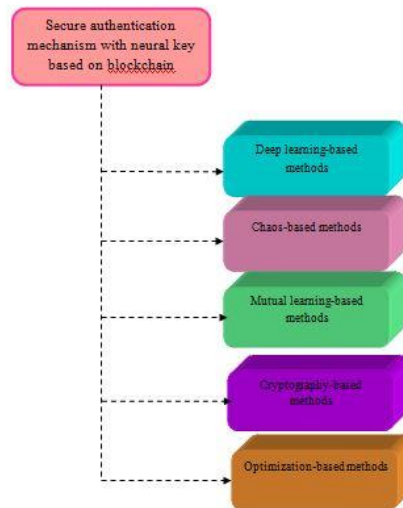 Secure authentication
mechanism with neural key
based on blockchain
Deep learning-based
methods
Chaos-based methods
Mutual learning-based
methods
Cryptography-based
methods
Optimization-based methods